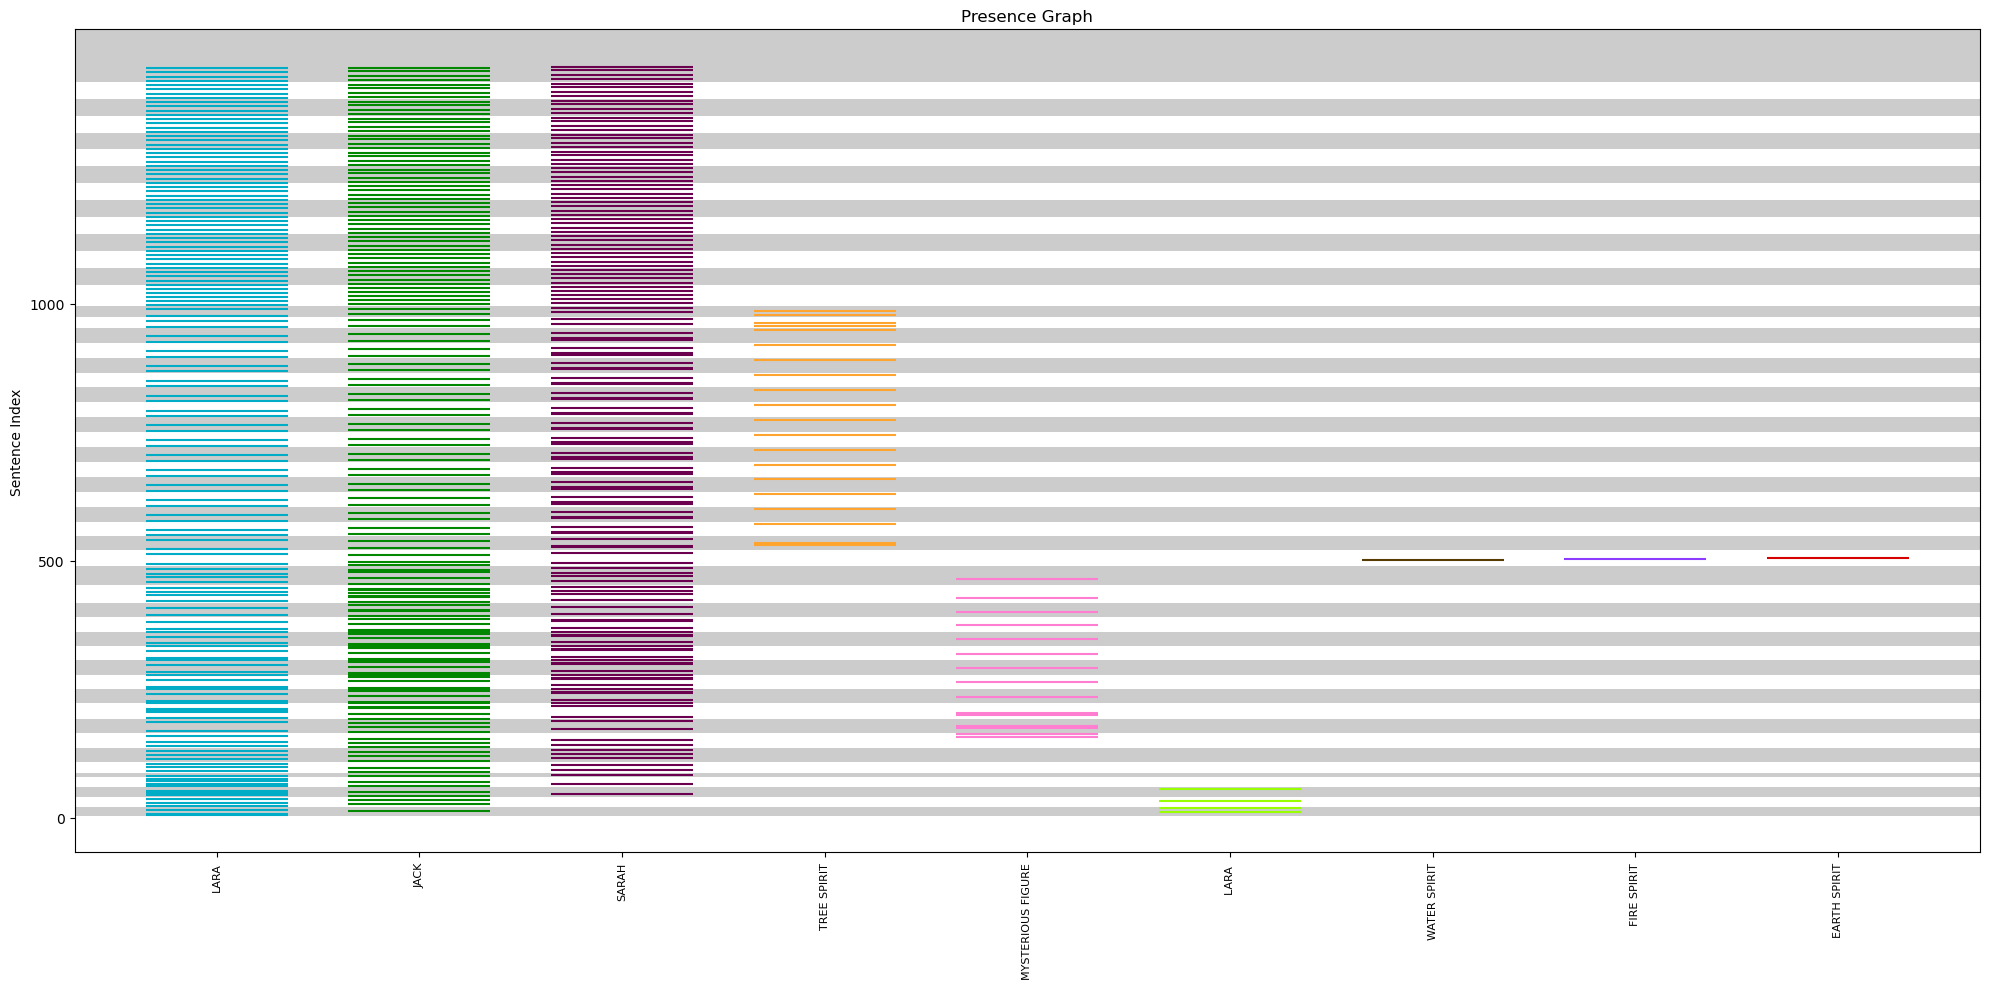 Presence Graph
Sentence Index
1000
500
0
LARA
JACK
SARAH
TREE SPIRIT
MYSTERIOUS FIGURE
LARA
WATER SPIRIT
FIRE SPIRIT
EARTH SPIRIT